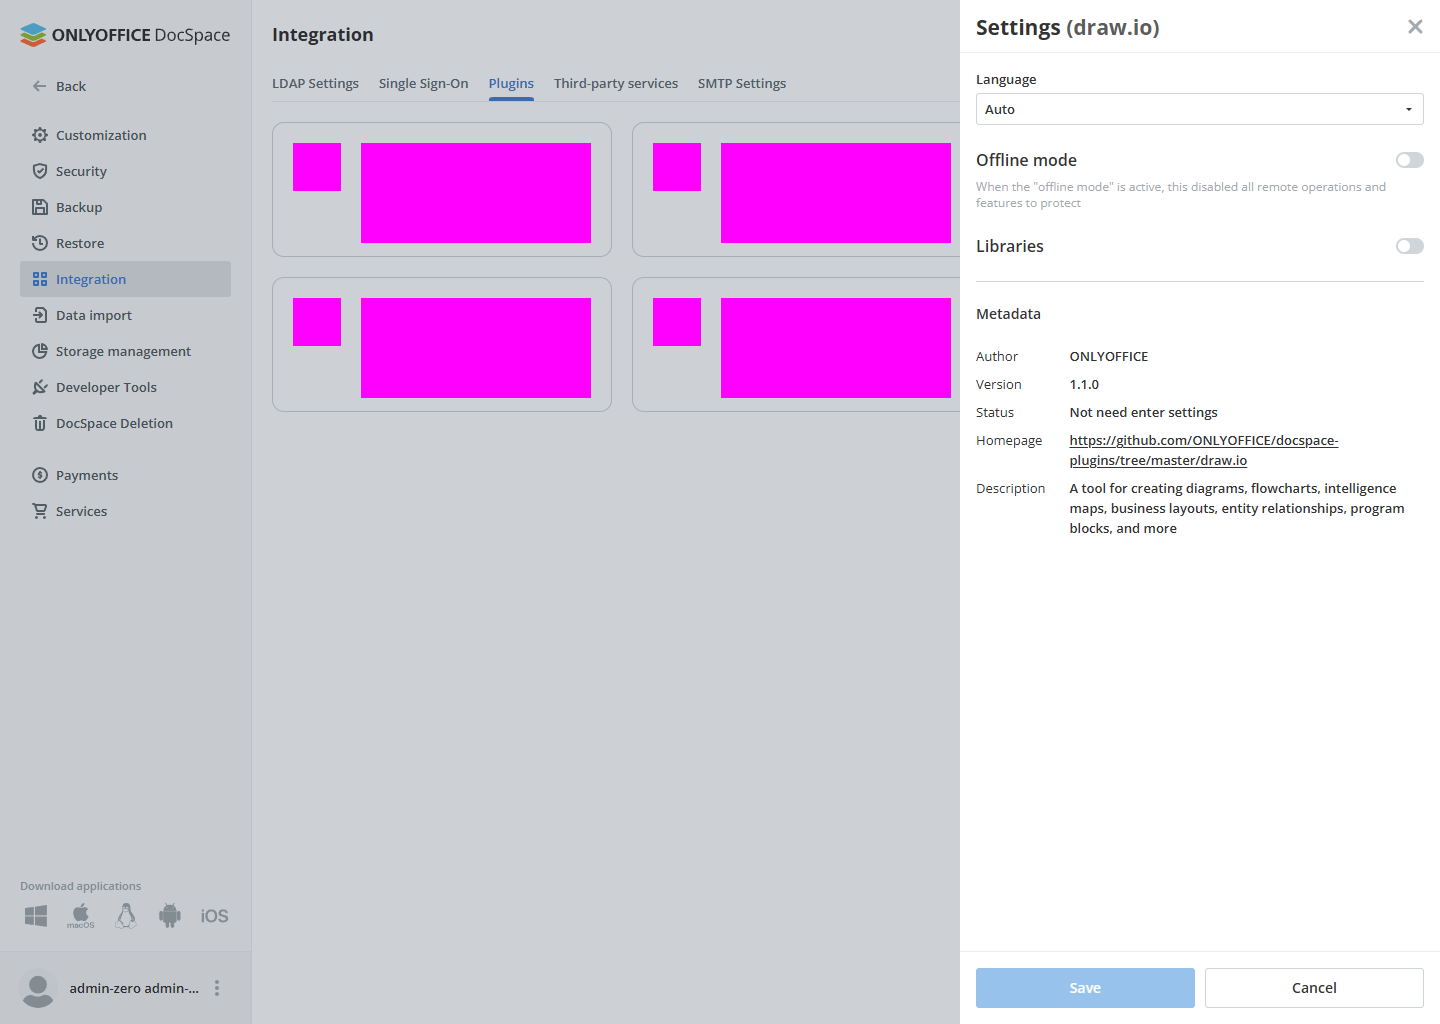 ONLYOFFICE DocSpace
Back
Customization
Security
Backup
Restore
Integration
Data import
Storage management
Developer Tools
DocSpace Deletion
Payments
Services
Download applications
macOS
iOS
admin-zero admin-...
Integration
LDAP Settings
Single Sign-On
Plugins
Third-party services
SMTP Settings
Settings (draw.io)
Language
Auto
Offline mode
When the "offline mode" is active, this disabled all remote operations and
features to protect
Libraries
Metadata
Author ONLYOFFICE
Version 1.1.0
Status Not need enter settings
Homepage https://github.com/ONLYOFFICE/docspace-
plugins/tree/master/draw.io
Description A tool for creating diagrams, flowcharts, intelligence
maps, business layouts, entity relationships, program
blocks, and more
Save
Cancel